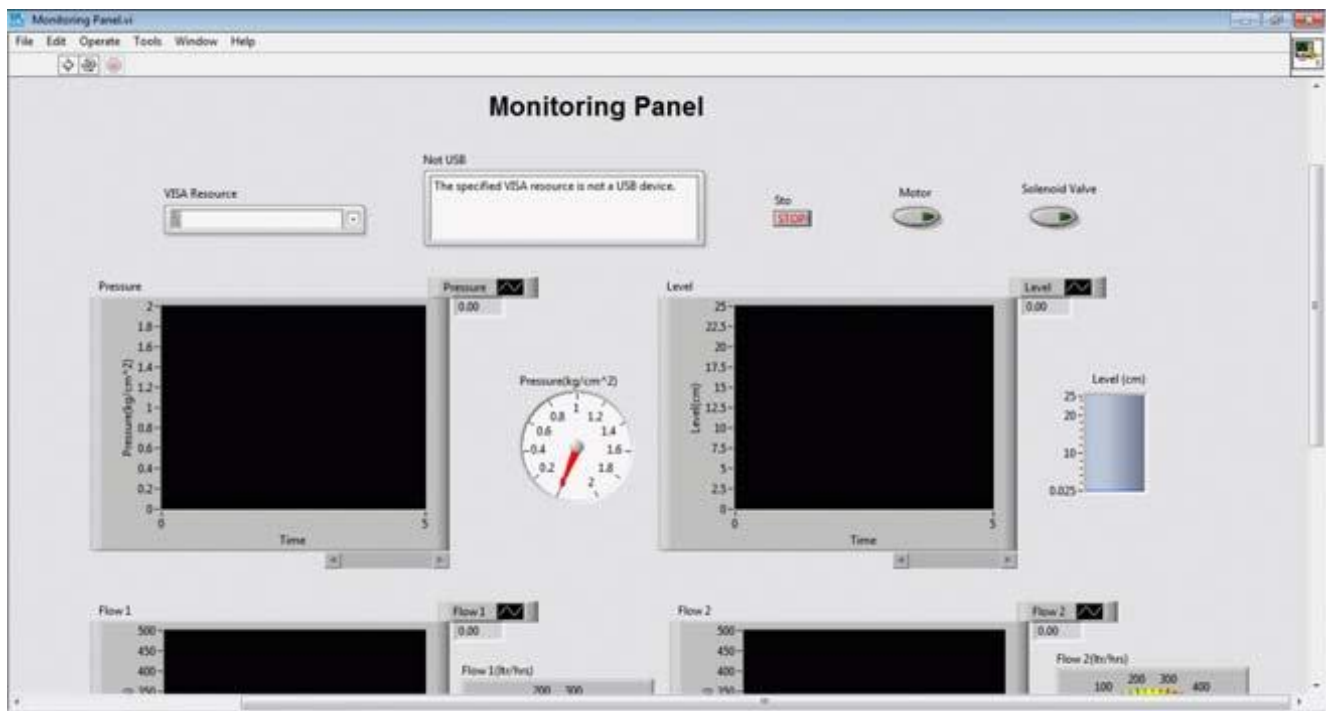 Monitoring Panel.vi
File Edit Operate Tools Window Help
Monitoring Panel
Not USB
The specified VISA resource is not a USB device.
VISA Resource
Sto
STOP
Motor
Solenoid Valve
Pressure
Pressure
0.00
2
1.8
1.6
1.4
1.2
1
0.8
0.6
0.4
0.2
0
Pressure(kg/cm^2)
0
5
Time
Pressure(kg/cm^2)
0.2
0.4
0.6
0.8
1
1.2
1.4
1.6
1.8
2
Level
Level
0.00
25
22.5
20
17.5
15
12.5
10
7.5
5
2.5
0
Level(cm)
0
5
Time
Level (cm)
25
20
10
0.025
Flow 1
Flow 1
0.00
500
450
400
350
Flow 1(ltr/hrs)
200 300
Flow 2
Flow 2
0.00
500
450
400
350
Flow 2(ltr/hrs)
100 200 300 400